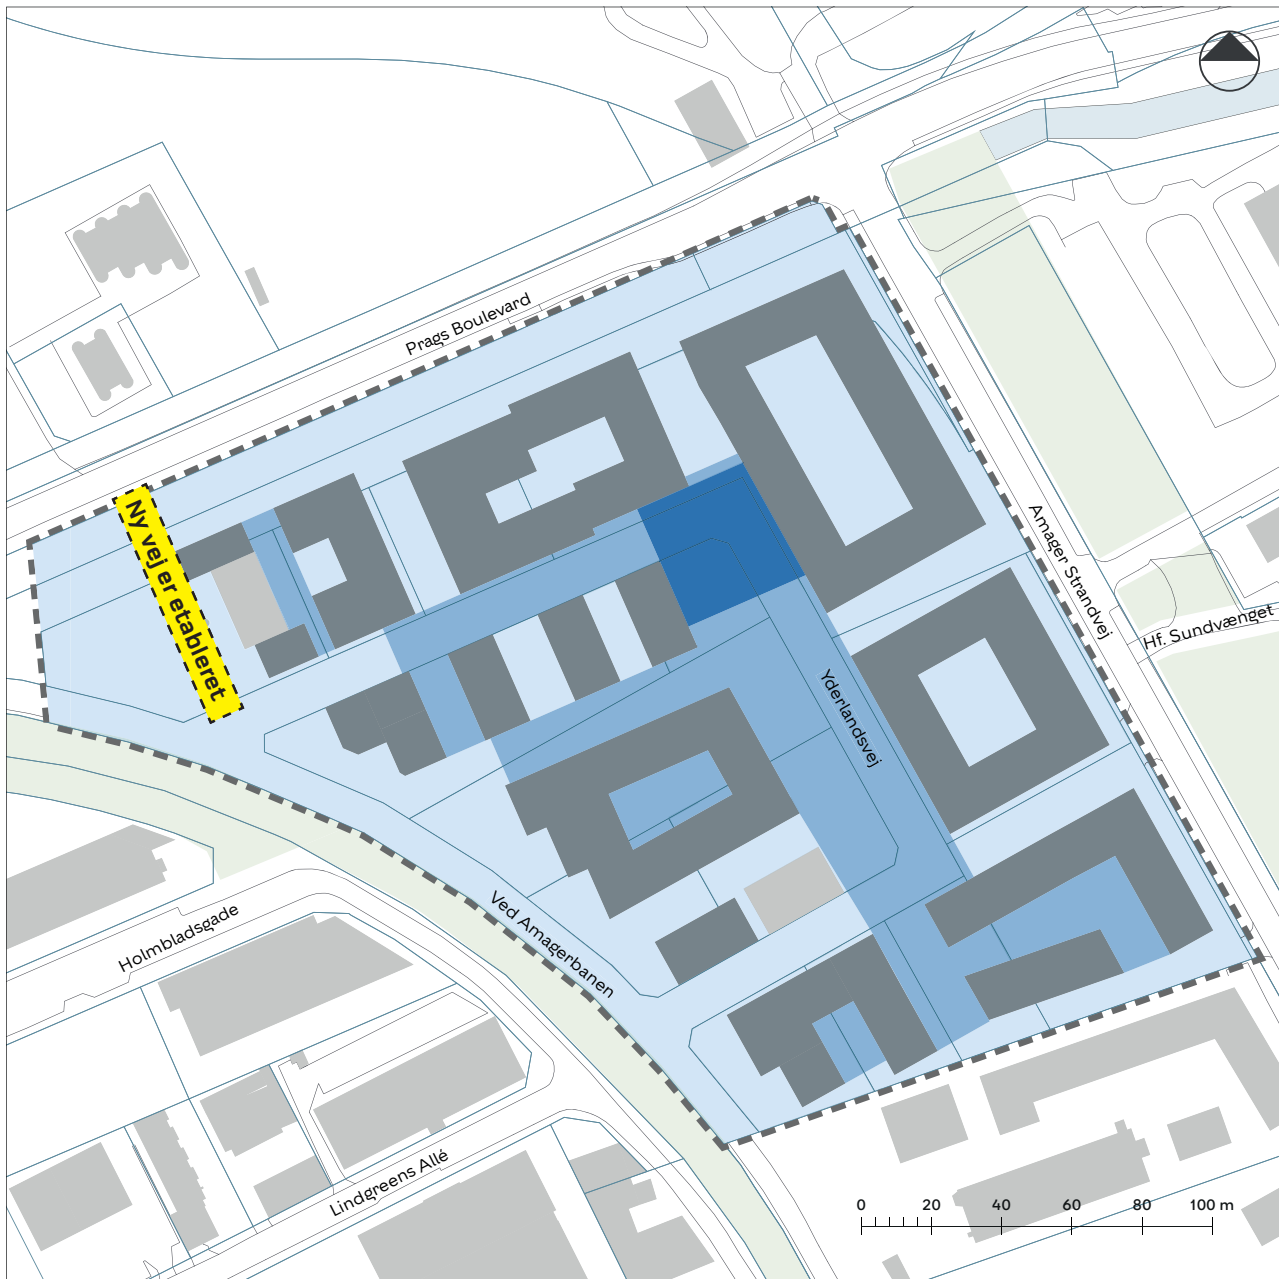 Prags Boulevard
Ny vej er etableret
Amager Strandvej
Hf. Sundvænget
Yderlandsvej
Ved Amagerbanen
Holmbladsgade
Lindgreens Allé
0 20 40 60 80 100 m